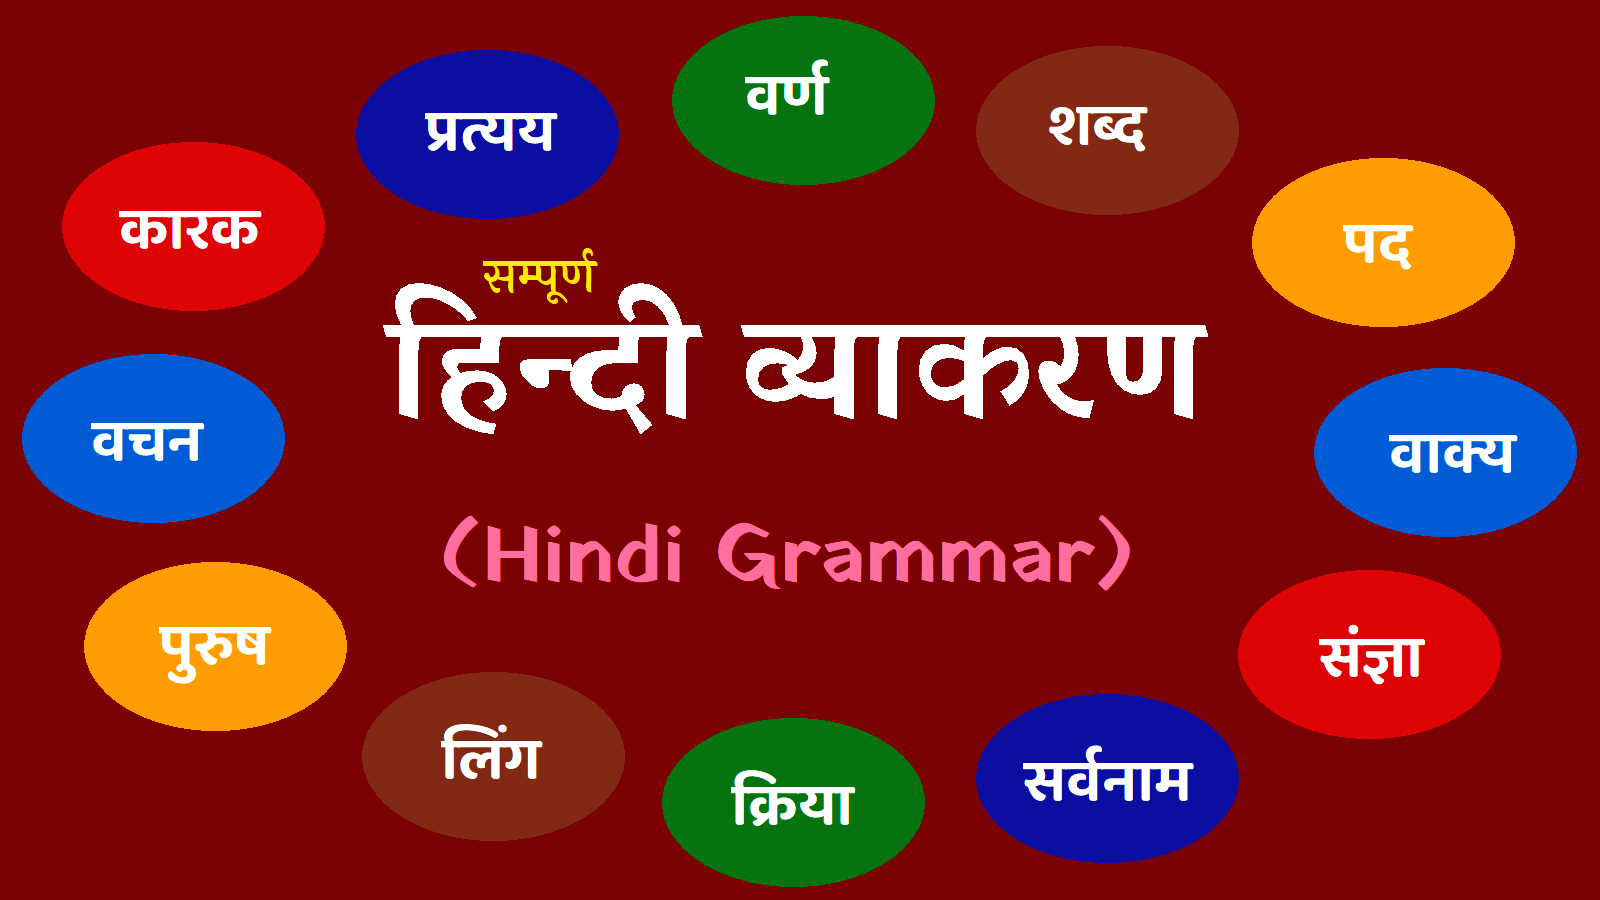 वर्ण
प्रत्यय
शब्द
कारक
पद
सम्पूर्ण
हिन्दी व्याकरण
वचन
वाक्य
(Hindi Grammar)
पुरुष
संज्ञा
लिंग
सर्वनाम
क्रिया